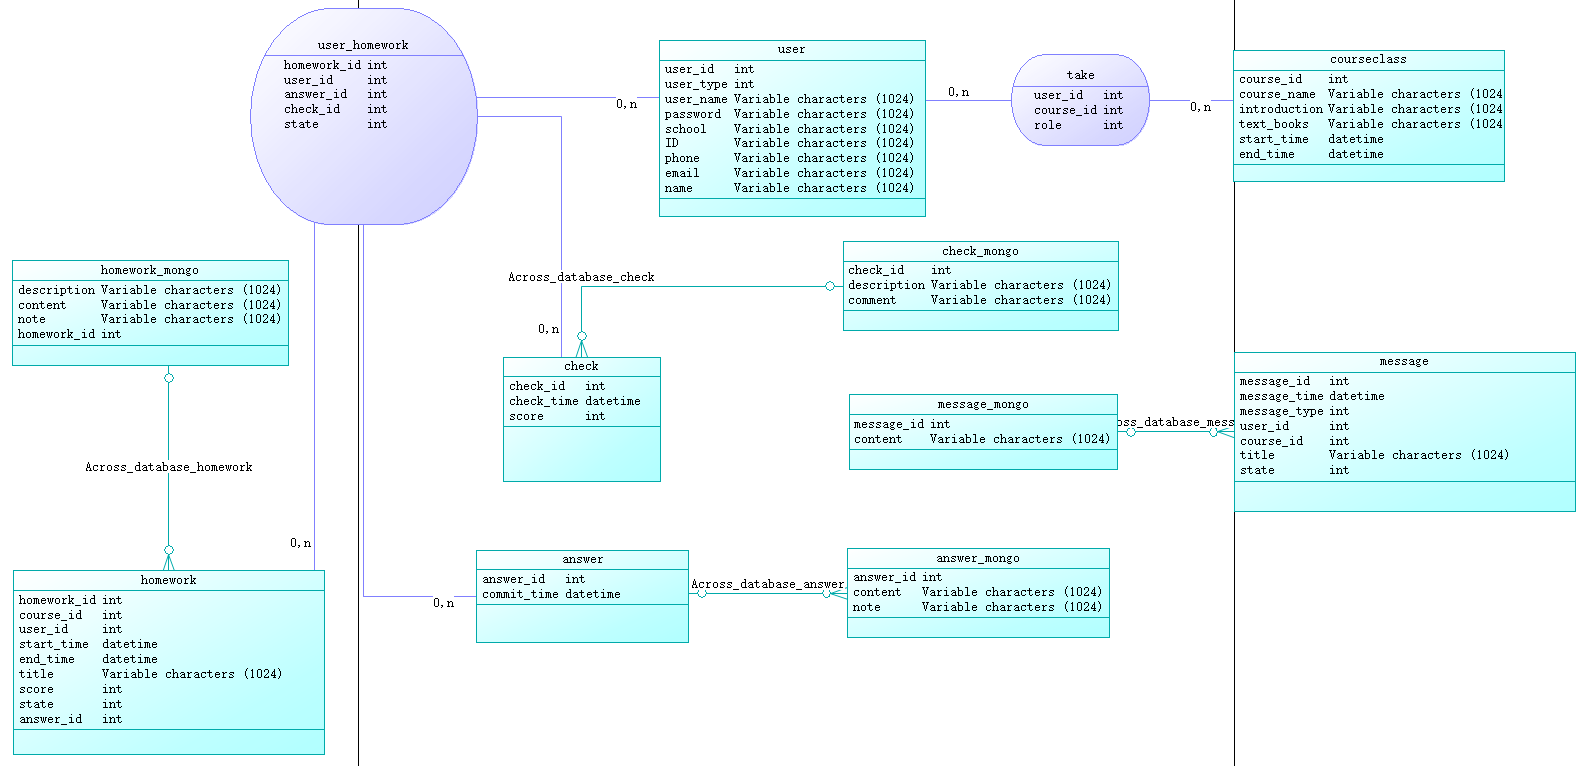 user_homework
homework_id int
user_id int
answer_id int
check_id int
state int
0,n
user
user_id int
user_type int
user_name Variable characters (1024)
password Variable characters (1024)
school Variable characters (1024)
ID Variable characters (1024)
phone Variable characters (1024)
email Variable characters (1024)
name Variable characters (1024)
0,n
take
user_id int
course_id int
role int
0,n
courseclass
course_id int
course_name Variable characters (1024
introduction Variable characters (1024
text_books Variable characters (1024
start_time datetime
end_time datetime
homework_mongo
description Variable characters (1024)
content Variable characters (1024)
note Variable characters (1024)
homework_id int
Across_database_check
check_mongo
check_id int
description Variable characters (1024)
comment Variable characters (1024)
0,n
check
check_id int
check_time datetime
score int
message_mongo
message_id int
content Variable characters (1024)
oss_database_mess
message
message_id int
message_time datetime
message_type int
user_id int
course_id int
title Variable characters (1024)
state int
Across_database_homework
0,n
homework
homework_id int
course_id int
user_id int
start_time datetime
end_time datetime
title Variable characters (1024)
score int
state int
answer_id int
0,n
answer
answer_id int
commit_time datetime
Across_database_answer
answer_mongo
answer_id int
content Variable characters (1024)
note Variable characters (1024)